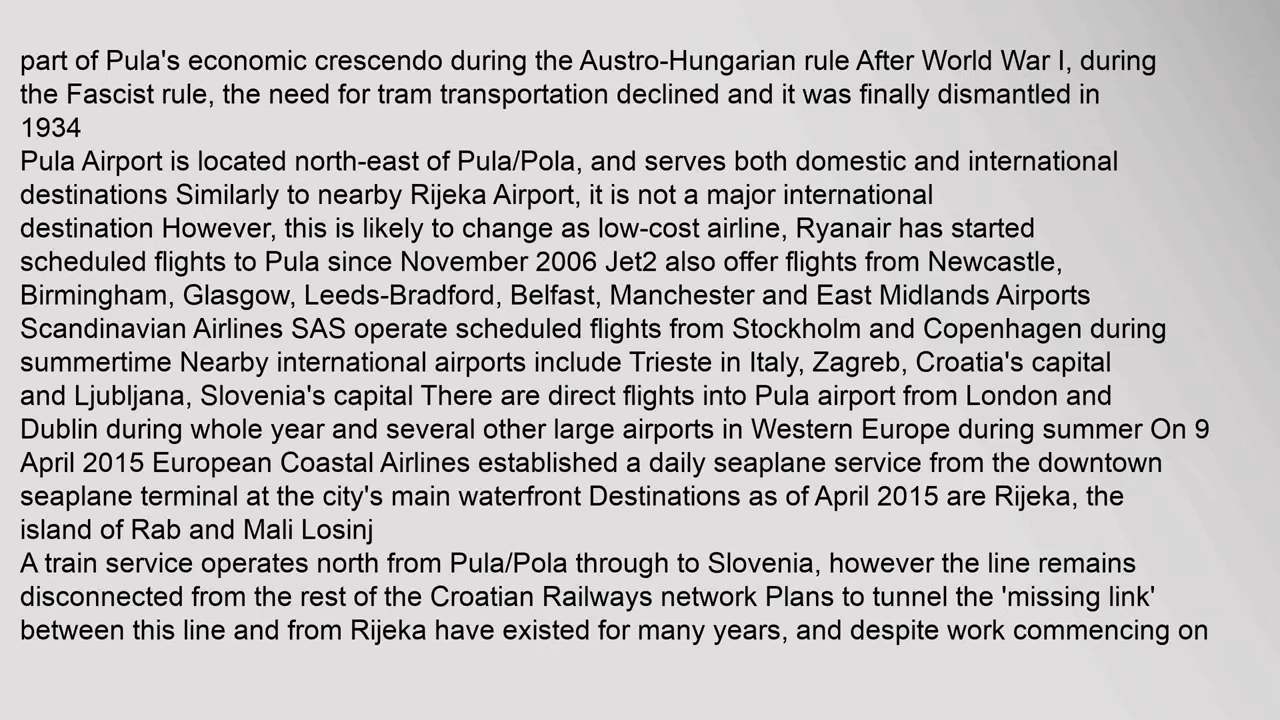 part of Pula's economic crescendo during the Austro-Hungarian rule After World War I, during
the Fascist rule, the need for tram transportation declined and it was finally dismantled in
1934
Pula Airport is located north-east of Pula/Pola, and serves both domestic and international
destinations Similarly to nearby Rijeka Airport, it is not a major international
destination However, this is likely to change as low-cost airline, Ryanair has started
scheduled flights to Pula since November 2006 Jet2 also offer flights from Newcastle,
Birmingham, Glasgow, Leeds-Bradford, Belfast, Manchester and East Midlands Airports
Scandinavian Airlines SAS operate scheduled flights from Stockholm and Copenhagen during
summertime Nearby international airports include Trieste in Italy, Zagreb, Croatia's capital
and Ljubljana, Slovenia's capital There are direct flights into Pula airport from London and
Dublin during whole year and several other large airports in Western Europe during summer On 9
April 2015 European Coastal Airlines established a daily seaplane service from the downtown
seaplane terminal at the city's main waterfront Destinations as of April 2015 are Rijeka, the
island of Rab and Mali Losinj
A train service operates north from Pula/Pola through to Slovenia, however the line remains
disconnected from the rest of the Croatian Railways network Plans to tunnel the 'missing link'
between this line and from Rijeka have existed for many years, and despite work commencing on